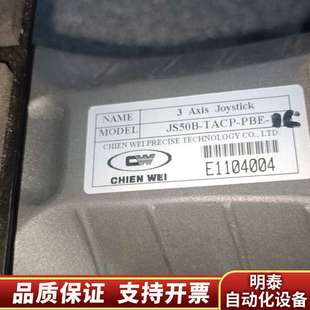 NAME 3 Axis Joystick
MODEL JS50B-TACP-PBE-
CHIEN WEI PRECISE TECHNOLOGY CO., LTD.
CHIEN WEI
E1104004
品质保证 支持开票
明泰
自动化设备